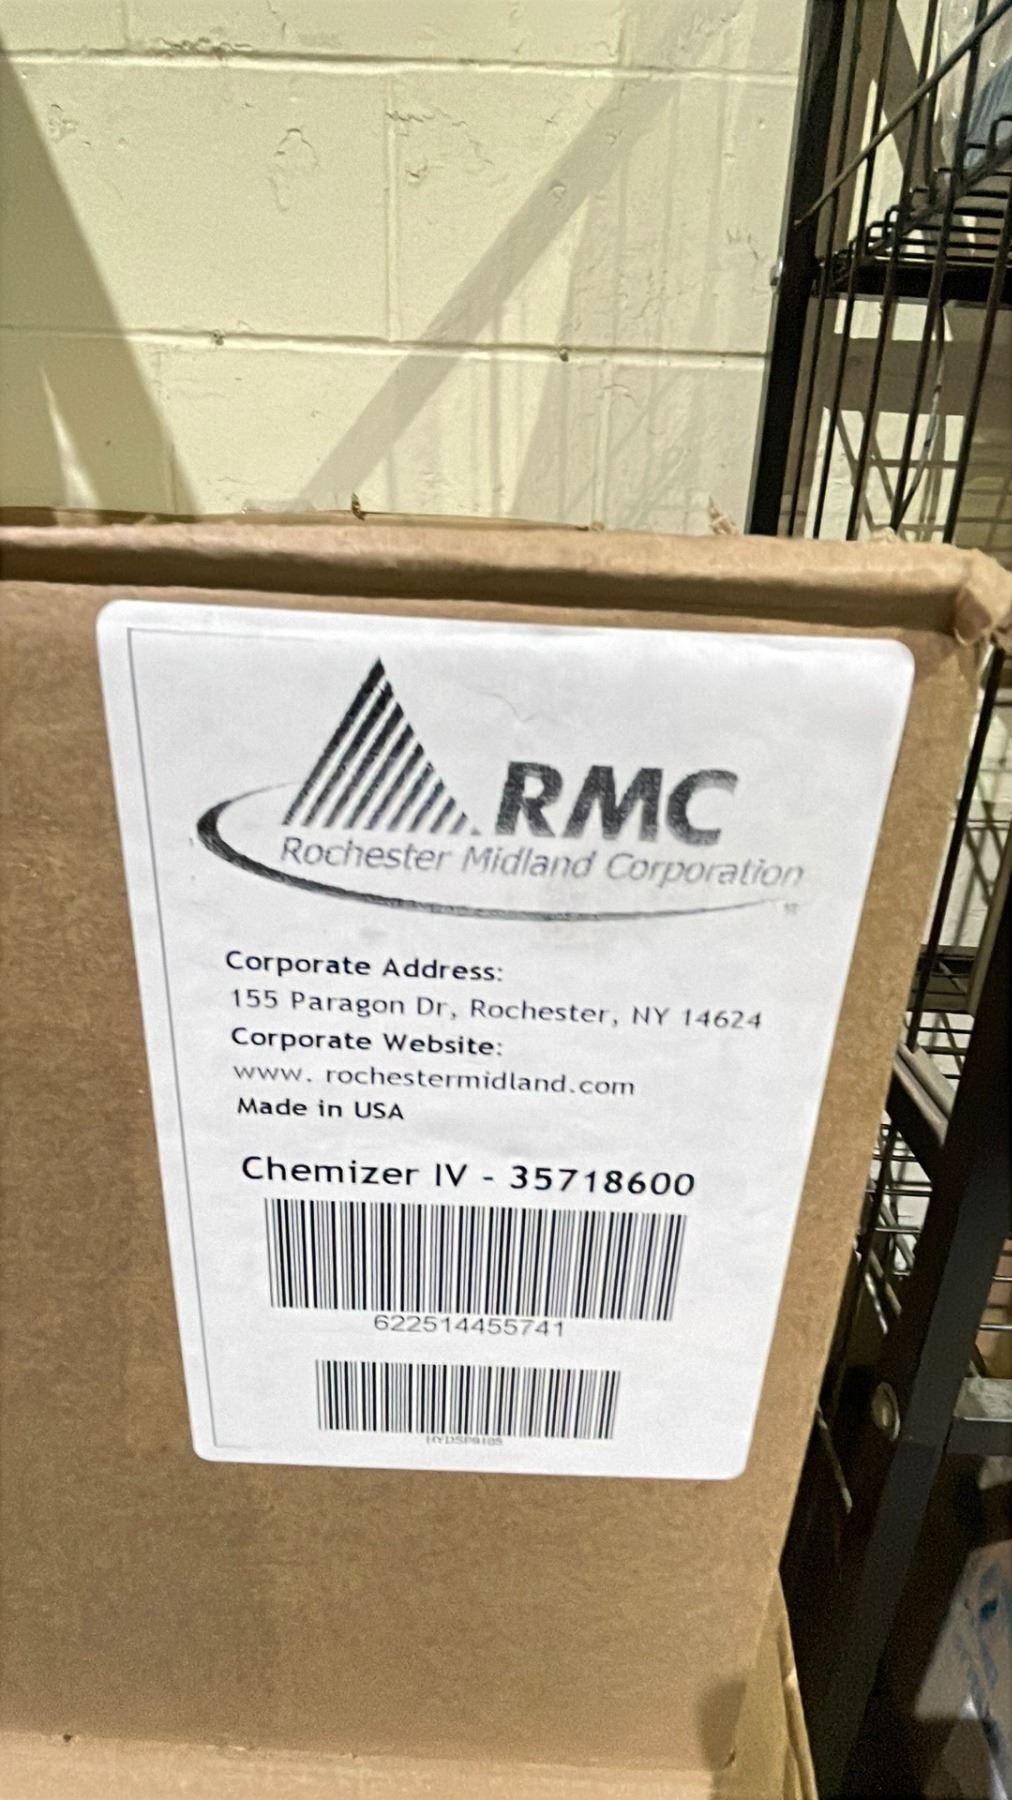 RMC
Rochester Midland Corporation
Corporate Address:
155 Paragon Dr, Rochester, NY 14624
Corporate Website:
www. rochestermidland.com
Made in USA
Chemizer IV - 35718600
622514455741